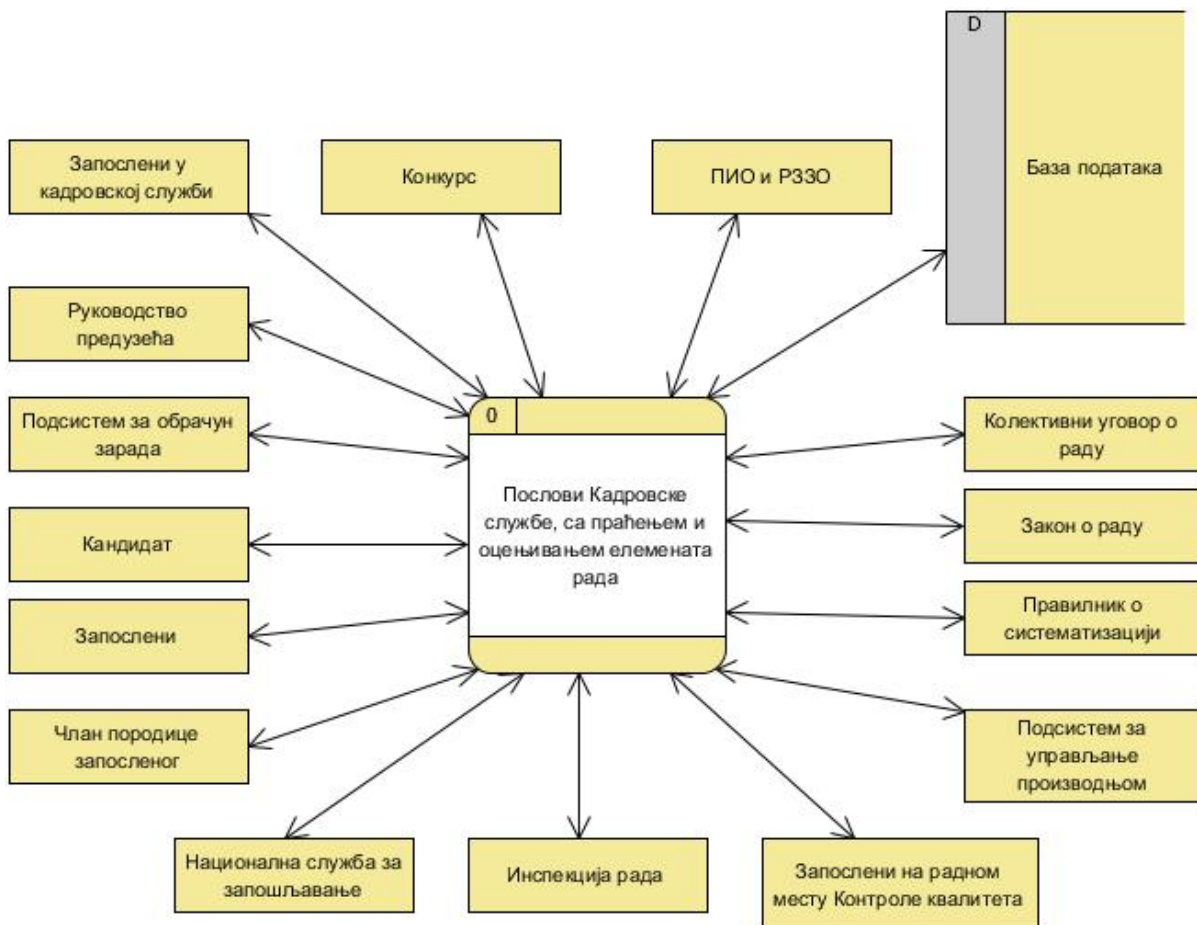 D
База података
Запослени у
кадровској служби
Конкурс
ПИО и РЗЗО
Руководство
предузећа
Подсистем за обрачун
зарада
Кандидат
Запослени
Члан породице
запосленог
0
Послови Кадровске
службе, са праћењем и
оцењивањем елемената
рада
Колективни уговор о
раду
Закон о раду
Правилник о
систематизацији
Подсистем за
управљање
производњом
Национална служба за
запошљавање
Инспекција рада
Запослени на радном
месту Контроле квалитета